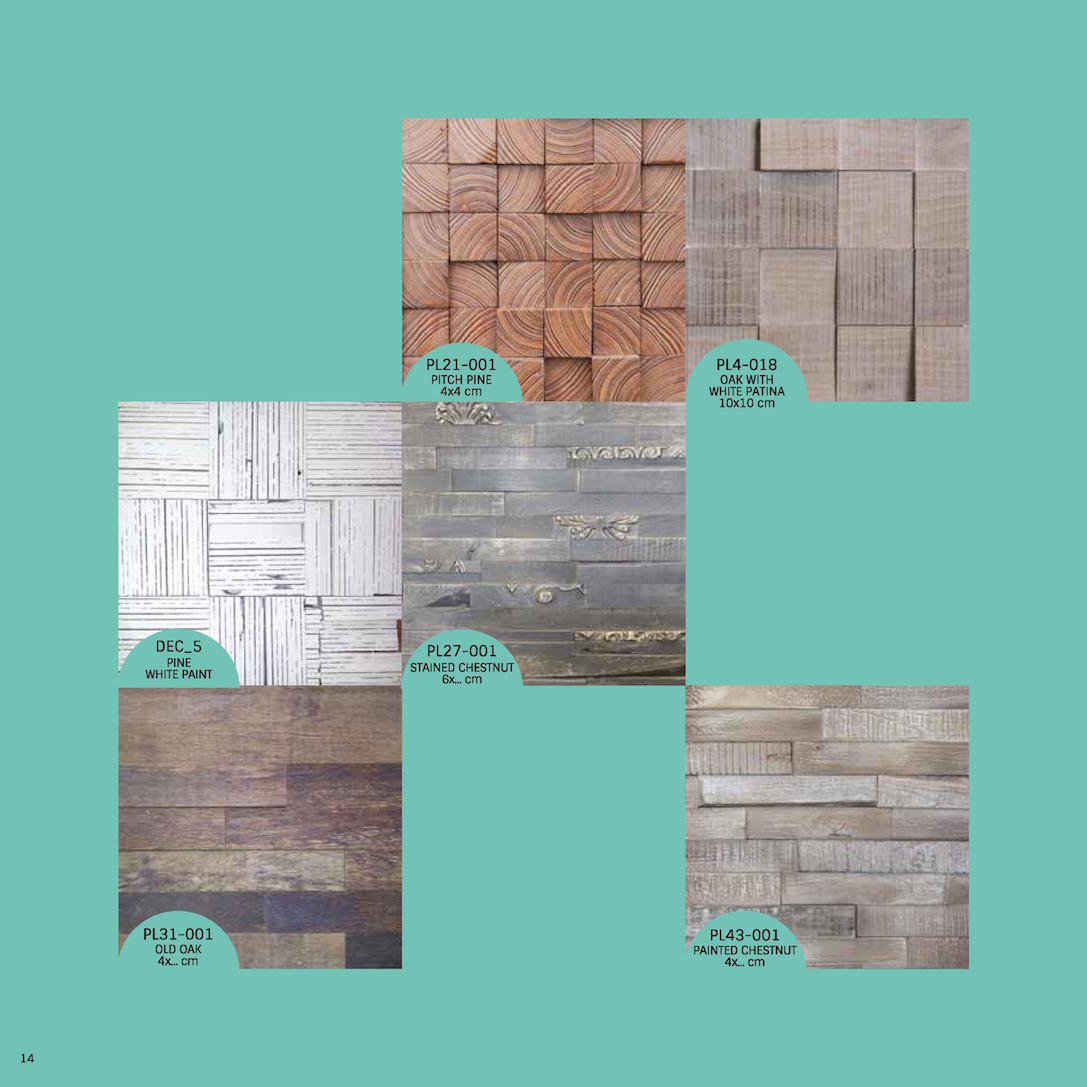 PL21-001
PITCH PINE
4x4 cm
PL4-018
OAK WITH
WHITE PATINA
10x10 cm
DEC_5
PINE
WHITE PAINT
PL27-001
STAINED CHESTNUT
6x... cm
PL31-001
OLD OAK
4x... cm
PL43-001
PAINTED CHESTNUT
4x... cm
14